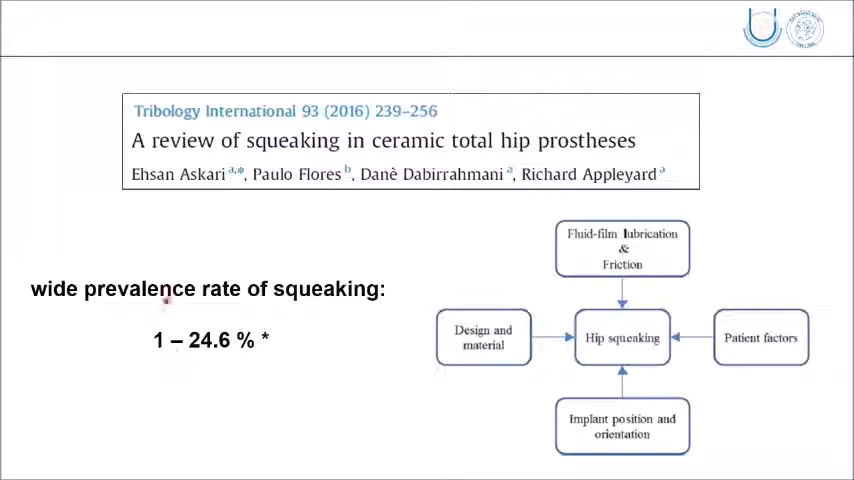 Tribology International 93 (2016) 239–256
A review of squeaking in ceramic total hip prostheses
Ehsan Askari a,*, Paulo Flores b, Danè Dabirrahmani a, Richard Appleyard a
wide prevalence rate of squeaking:
1 – 24.6 % *
Fluid-film lubrication
&
Friction
Design and
material
Hip squeaking
Patient factors
Implant position and
orientation